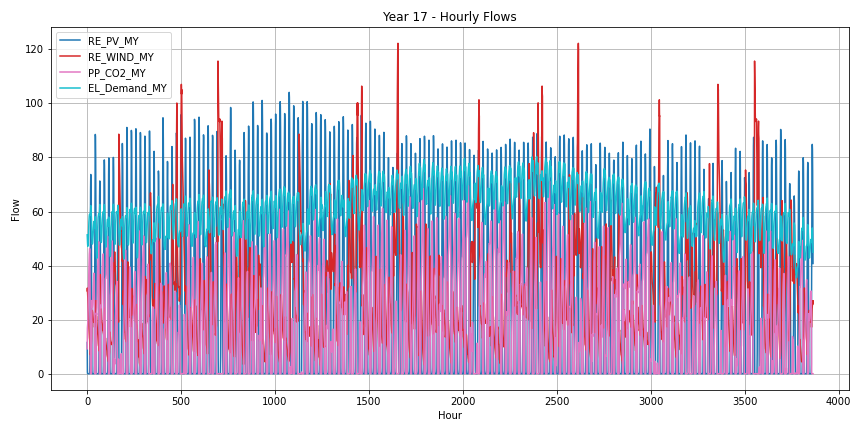 Year 17 - Hourly Flows
RE_PV_MY
RE_WIND_MY
PP_CO2_MY
EL_Demand_MY
120
100
80
60
40
20
0
Flow
0 500 1000 1500 2000 2500 3000 3500 4000
Hour